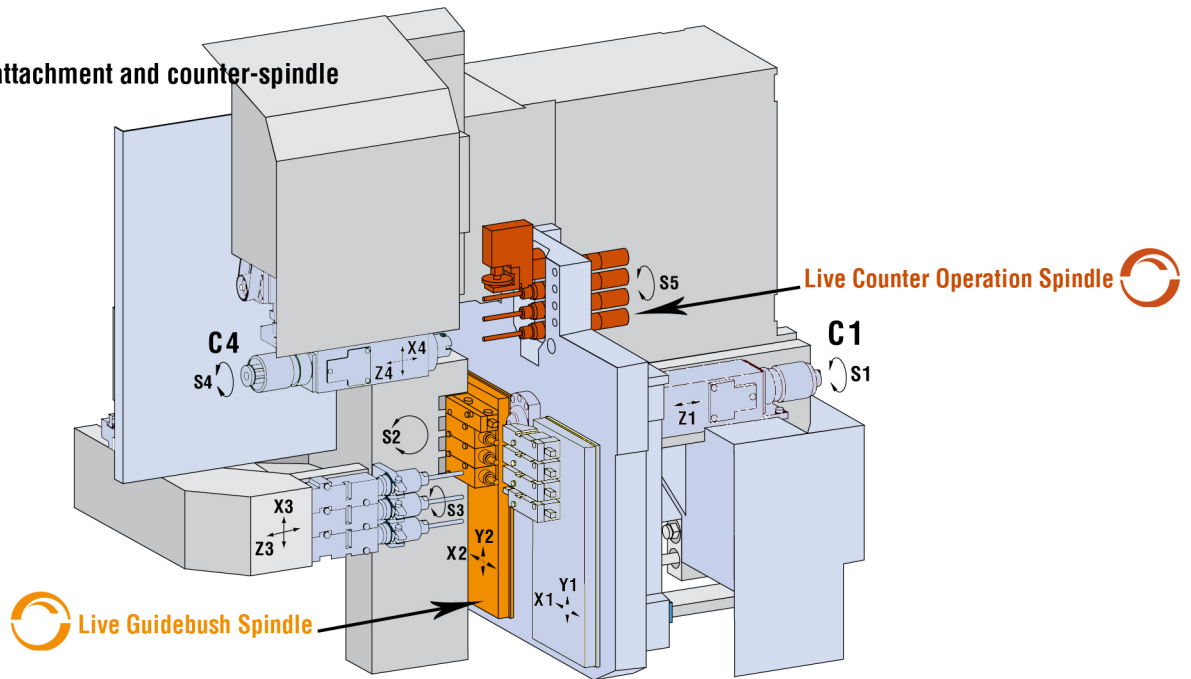 attachment and counter-spindle
S5
Live Counter Operation Spindle
C1
C4
X4
S4
Z4
S1
Z1
S2
X3
S3
Z3
Y2
X2
Y1
X1
Live Guidebush Spindle